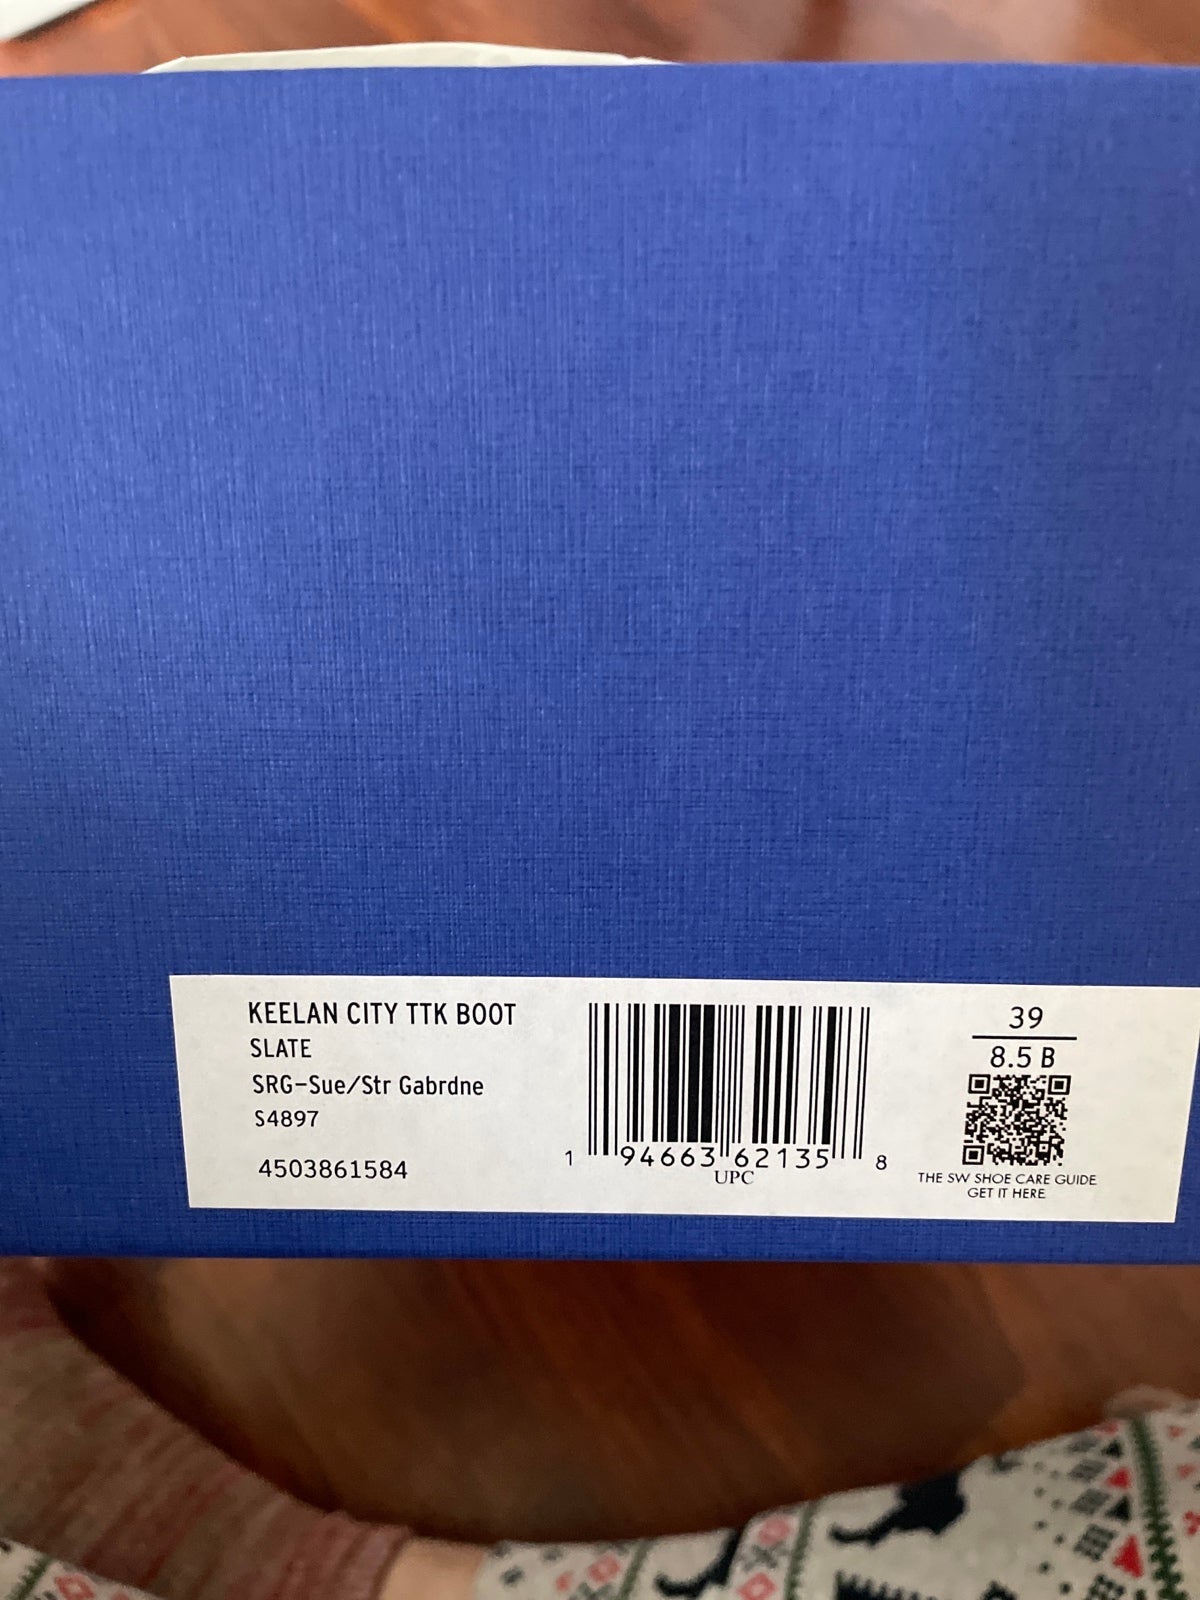 KEELAN CITY TTK BOOT
SLATE
SRG-Sue/Str Gabrdne
S4897
4503861584
1 94663 62135 8
UPC
39
8.5 B
THE SW SHOE CARE GUIDE
GET IT HERE